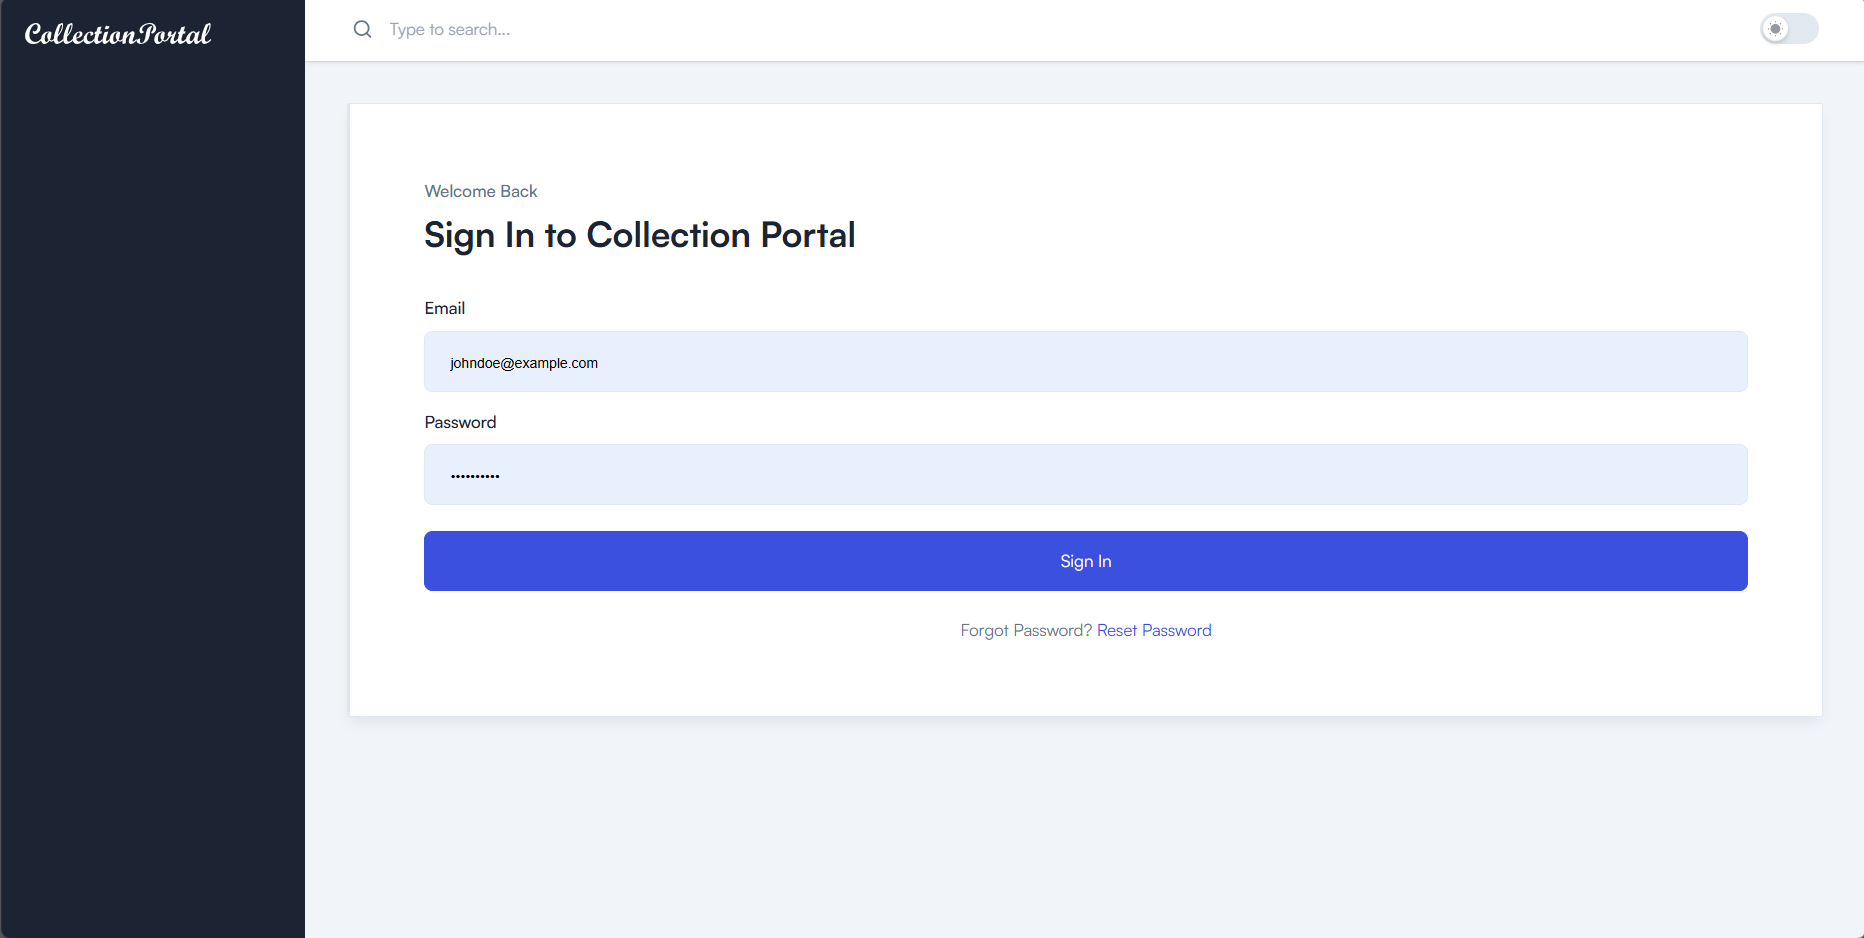 CollectionPortal
Type to search...
Welcome Back
Sign In to Collection Portal
Email
johndoe@example.com
Password
••••••••••
Sign In
Forgot Password? Reset Password